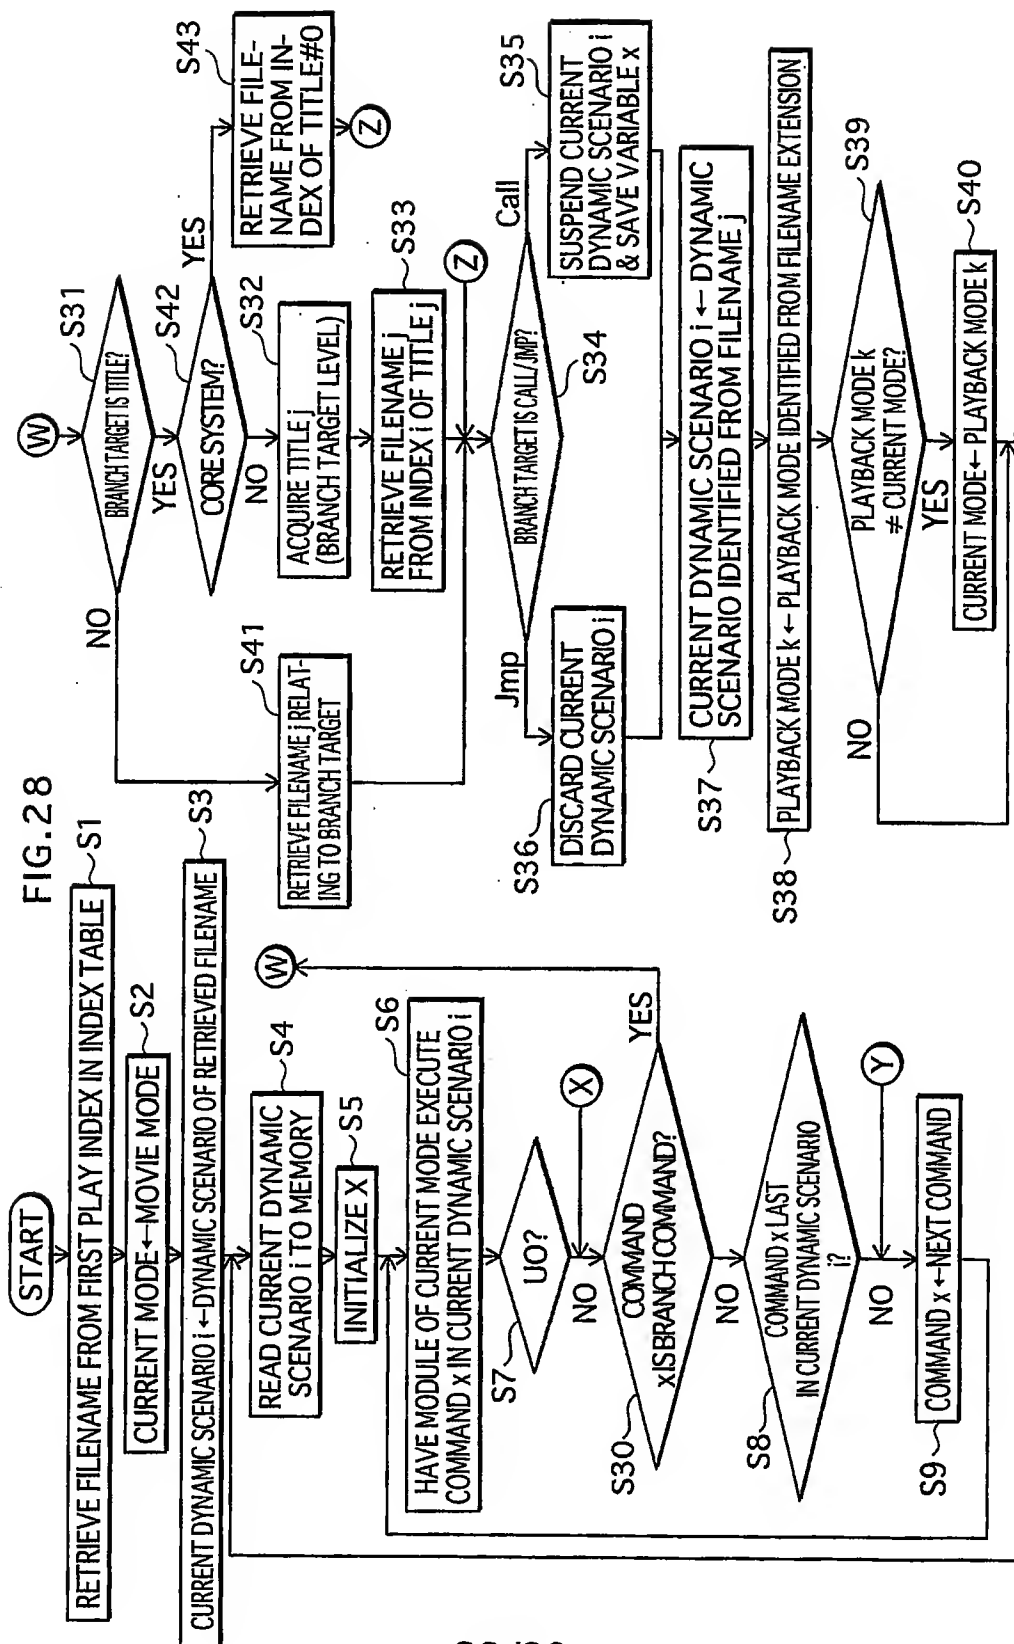 FIG.28
START
RETRIEVE FILENAME FROM FIRST PLAY INDEX IN INDEX TABLE
S1
CURRENT MODE←MOVIE MODE
S2
CURRENT DYNAMIC SCENARIO i←DYNAMIC SCENARIO OF RETRIEVED FILENAME
S3
READ CURRENT DYNAMIC
SCENARIO i TO MEMORY
S4
INITIALIZE X
S5
HAVE MODULE OF CURRENT MODE EXECUTE
COMMAND x IN CURRENT DYNAMIC SCENARIO i
S6
UO?
S7
NO
X
COMMAND
x IS BRANCH COMMAND?
S30
YES
W
NO
COMMAND x LAST
IN CURRENT DYNAMIC SCENARIO
i?
S8
NO
Y
COMMAND x←NEXT COMMAND
S9
W
BRANCH TARGET IS TITLE?
S31
NO
YES
CORE SYSTEM?
S42
YES
RETRIEVE FILE-
NAME FROM IN-
DEX OF TITLE#0
S43
Z
NO
ACQUIRE TITLE j
(BRANCH TARGET LEVEL)
S32
RETRIEVE FILENAME j
FROM INDEX i OF TITLE j
S33
RETRIEVE FILENAME j RELAT-
ING TO BRANCH TARGET
S41
Z
BRANCH TARGET IS CALL/JMP?
S34
Jmp
Call
SUSPEND CURRENT
DYNAMIC SCENARIO i
& SAVE VARIABLE x
S35
DISCARD CURRENT
DYNAMIC SCENARIO i
S36
CURRENT DYNAMIC SCENARIO i ← DYNAMIC
SCENARIO IDENTIFIED FROM FILENAME j
S37
PLAYBACK MODE k ← PLAYBACK MODE IDENTIFIED FROM FILENAME EXTENSION
S38
PLAYBACK MODE k
≠ CURRENT MODE?
S39
NO
YES
CURRENT MODE←PLAYBACK MODE k
S40